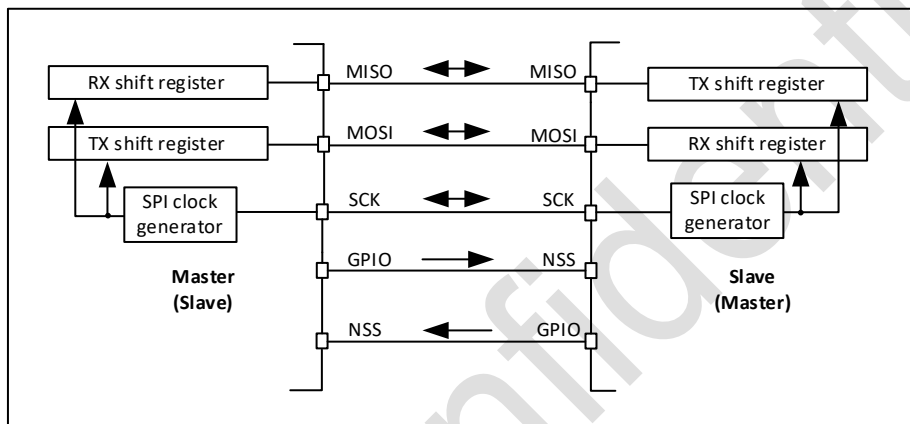 RX shift register
MISO
MISO
TX shift register
TX shift register
MOSI
MOSI
RX shift register
SPI clock
generator
SCK
SCK
SPI clock
generator
Master
(Slave)
GPIO
NSS
Slave
(Master)
NSS
GPIO